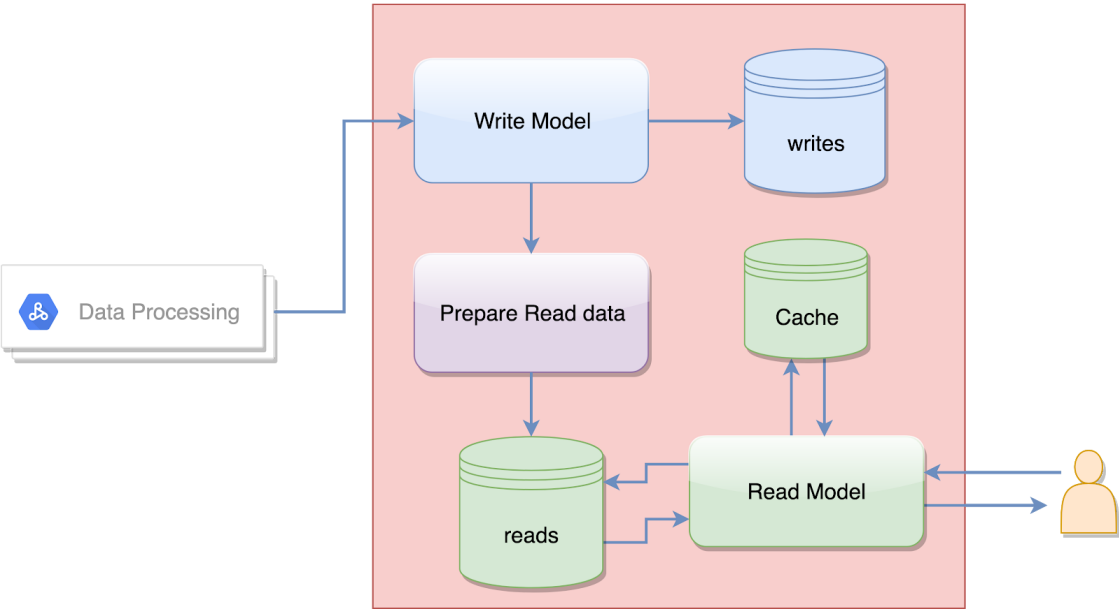 Write Model
writes
Data Processing
Prepare Read data
Cache
Read Model
reads